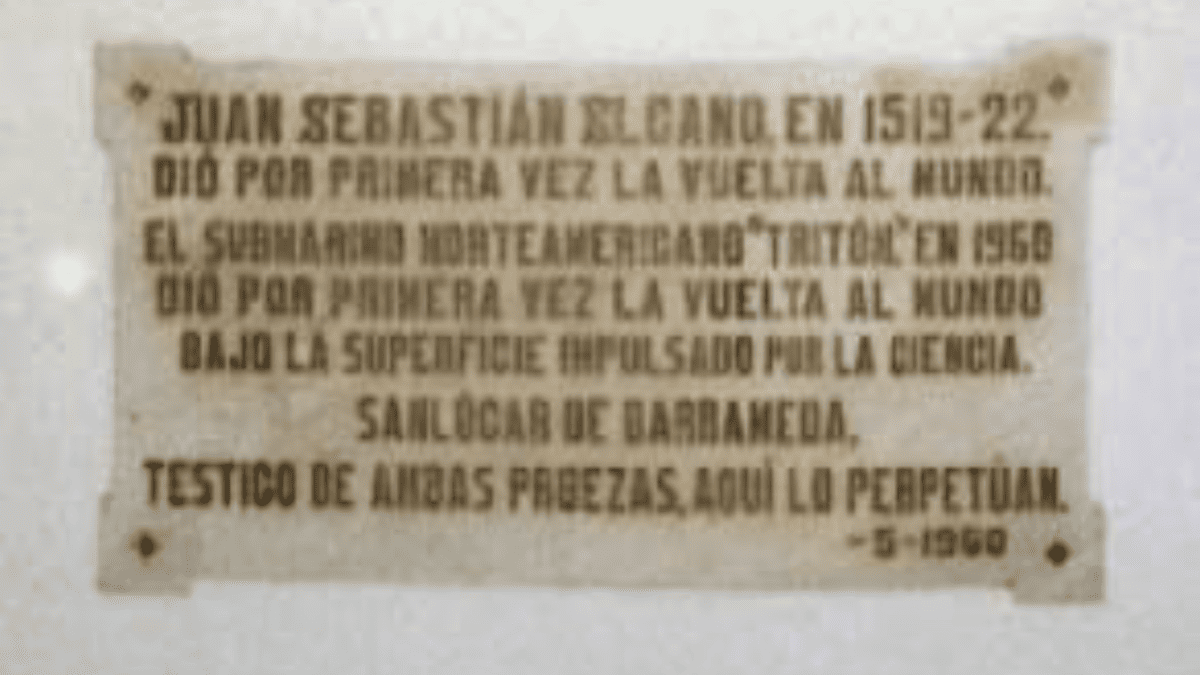 JUAN SEBASTIÁN ELCANO, EN 1519-22.
DIÓ POR PRIMERA VEZ LA VUELTA AL MUNDO.
EL SUBMARINO NORTEAMERICANO "TRITÓN," EN 1960
DIÓ POR PRIMERA VEZ LA VUELTA AL MUNDO
BAJO LA SUPERFICIE IMPULSADO POR LA CIENCIA.
SANLÚCAR DE BARRAMEDA,
TESTIGO DE AMBAS PROEZAS, AQUÍ LO PERPETÚAN.
-5-1960